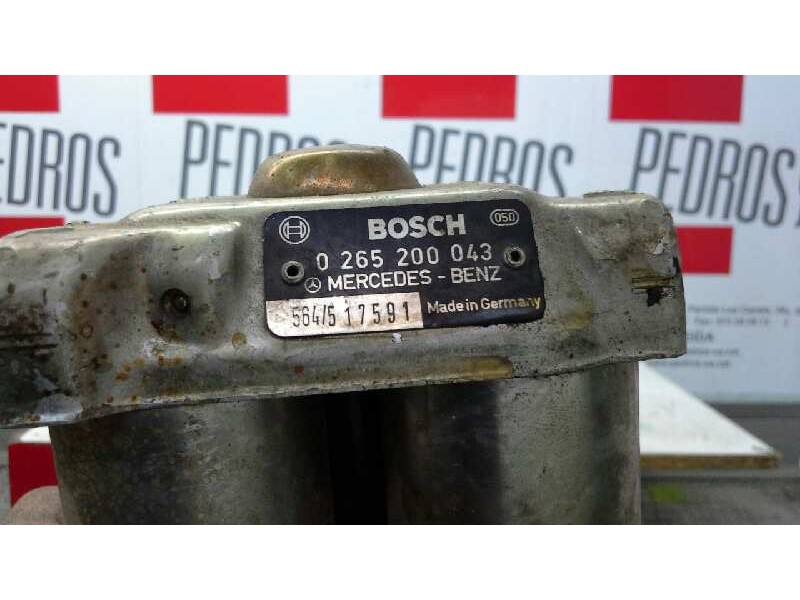 PEDROS
PEDROS
PEDROS
BOSCH
050
0 265 200 043
MERCEDES-BENZ
564/5 17591
Made in Germany